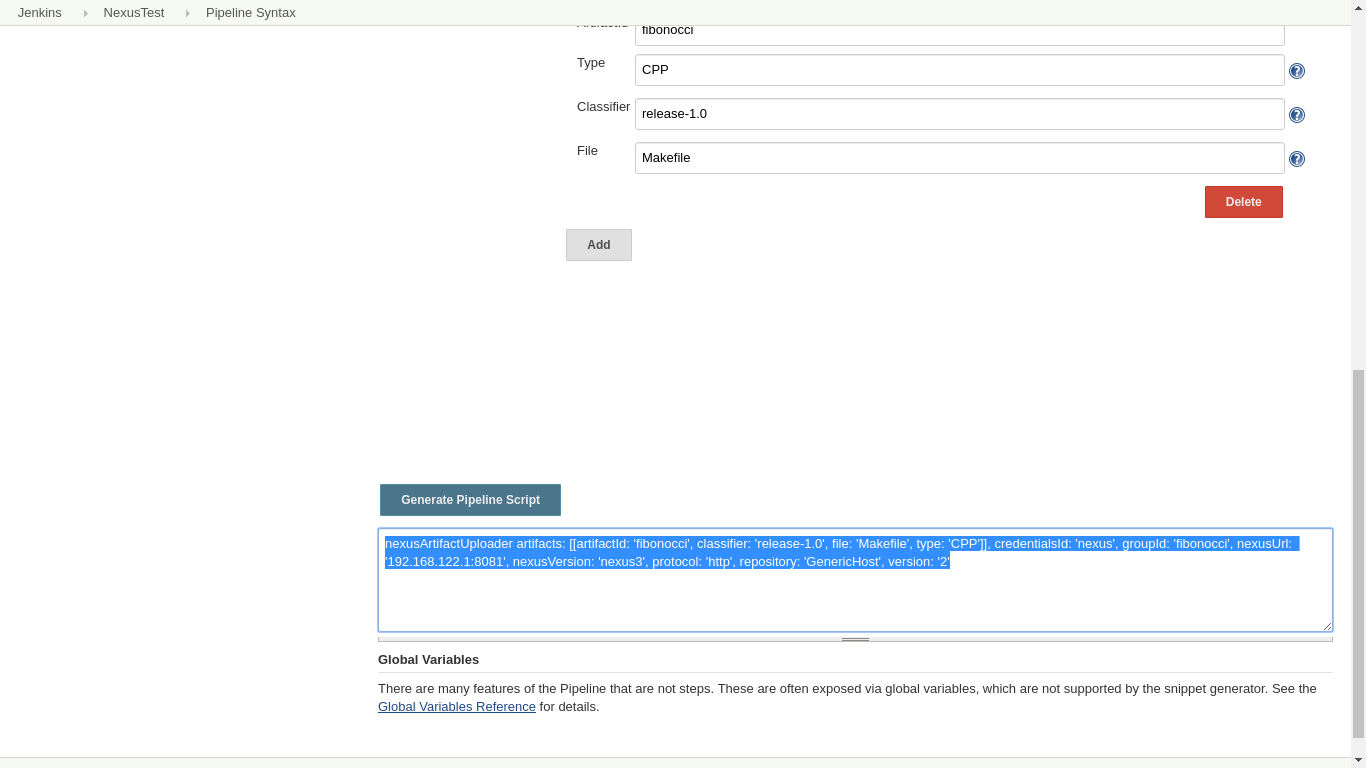 Jenkins NexusTest Pipeline Syntax
fibonocci
Type CPP
Classifier release-1.0
File Makefile
Delete
Add
Generate Pipeline Script
nexusArtifactUploader artifacts: [[artifactId: 'fibonocci', classifier: 'release-1.0', file: 'Makefile', type: 'CPP']], credentialsId: 'nexus', groupId: 'fibonocci', nexusUrl:
'192.168.122.1:8081', nexusVersion: 'nexus3', protocol: 'http', repository: 'GenericHost', version: '2'
Global Variables
There are many features of the Pipeline that are not steps. These are often exposed via global variables, which are not supported by the snippet generator. See the
Global Variables Reference for details.